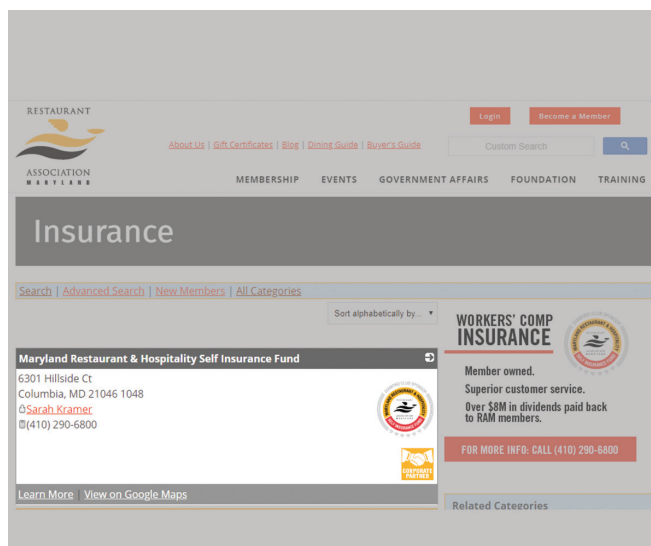 RESTAURANT
ASSOCIATION
MARYLAND
Login
Become a Member
About Us | Gift Certificates | Blog | Dining Guide | Buyer's Guide
Custom Search
MEMBERSHIP EVENTS GOVERNMENT AFFAIRS FOUNDATION TRAINING
Insurance
Search | Advanced Search | New Members | All Categories
Sort alphabetically by...
Maryland Restaurant & Hospitality Self Insurance Fund
6301 Hillside Ct
Columbia, MD 21046 1048
Sarah Kramer
(410) 290-6800
CORPORATE
PARTNER
Learn More | View on Google Maps
WORKERS' COMP
INSURANCE
Member owned.
Superior customer service.
Over $8M in dividends paid back
to RAM members.
FOR MORE INFO: CALL (410) 290-6800
Related Categories